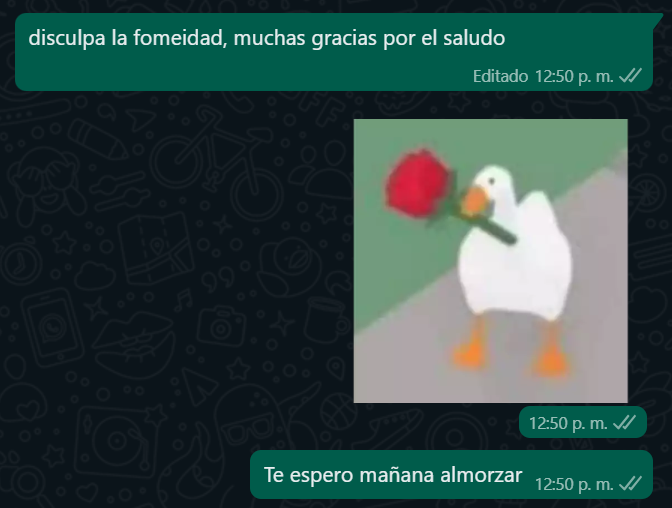 disculpa la fomeidad, muchas gracias por el saludo
Editado 12:50 p. m.
12:50 p. m.
Te espero mañana almorzar
12:50 p. m.